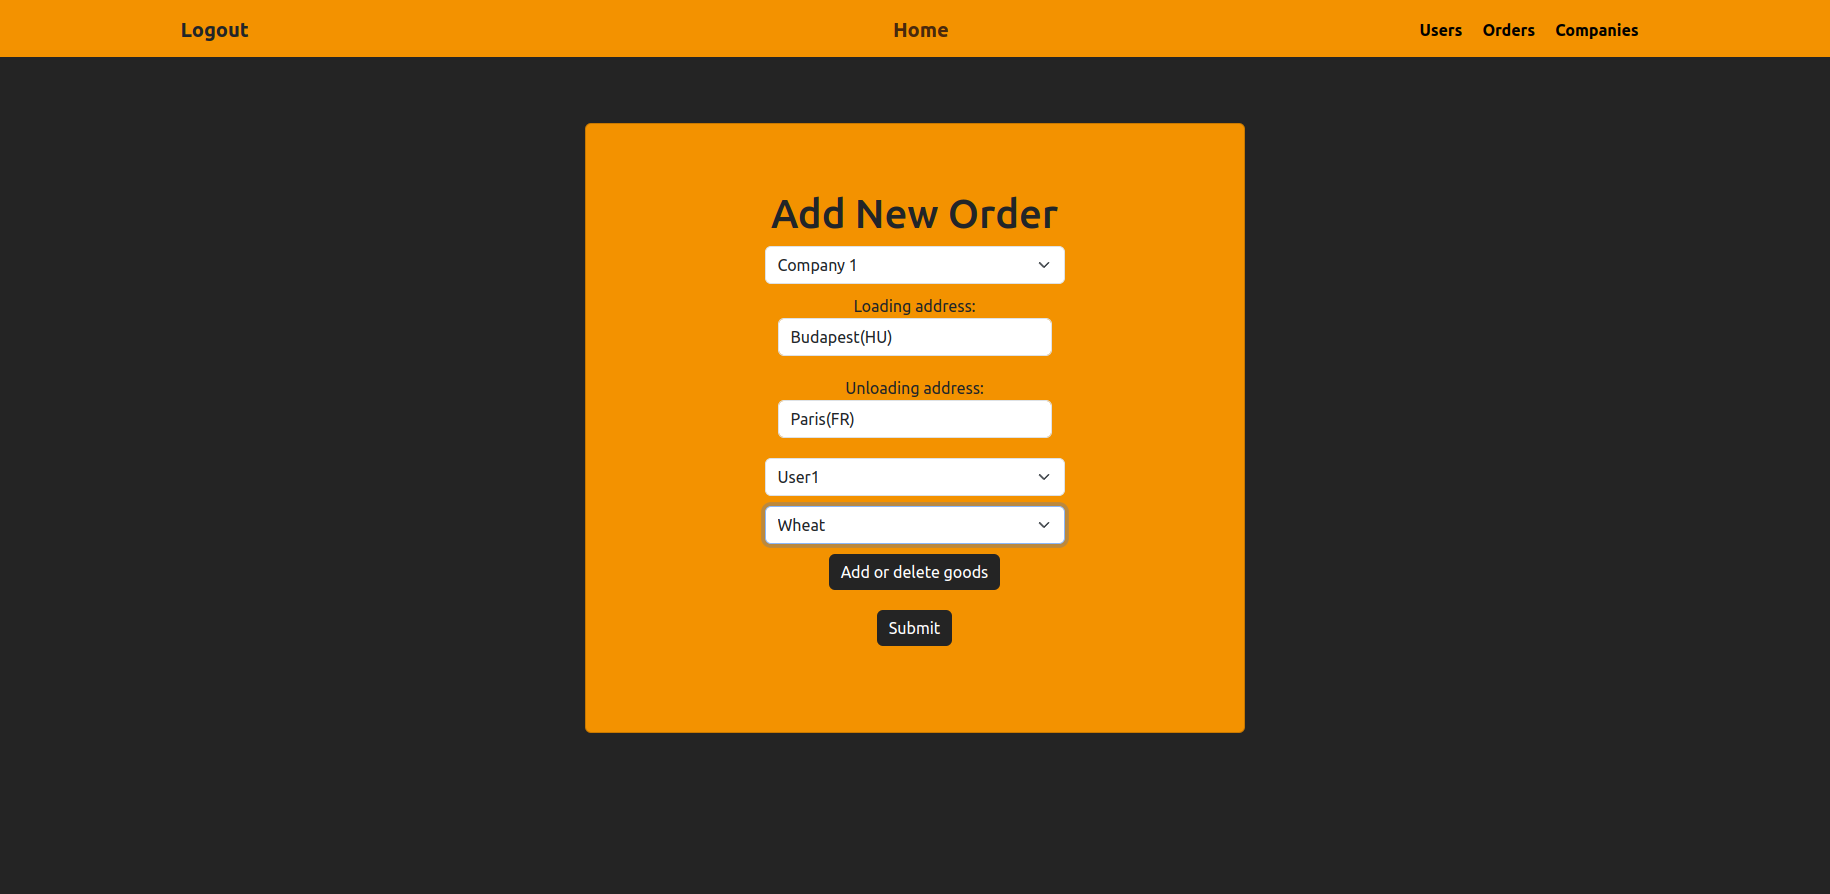 Logout Home Users Orders Companies
Add New Order
Company 1
Loading address:
Budapest(HU)
Unloading address:
Paris(FR)
User1
Wheat
Add or delete goods
Submit